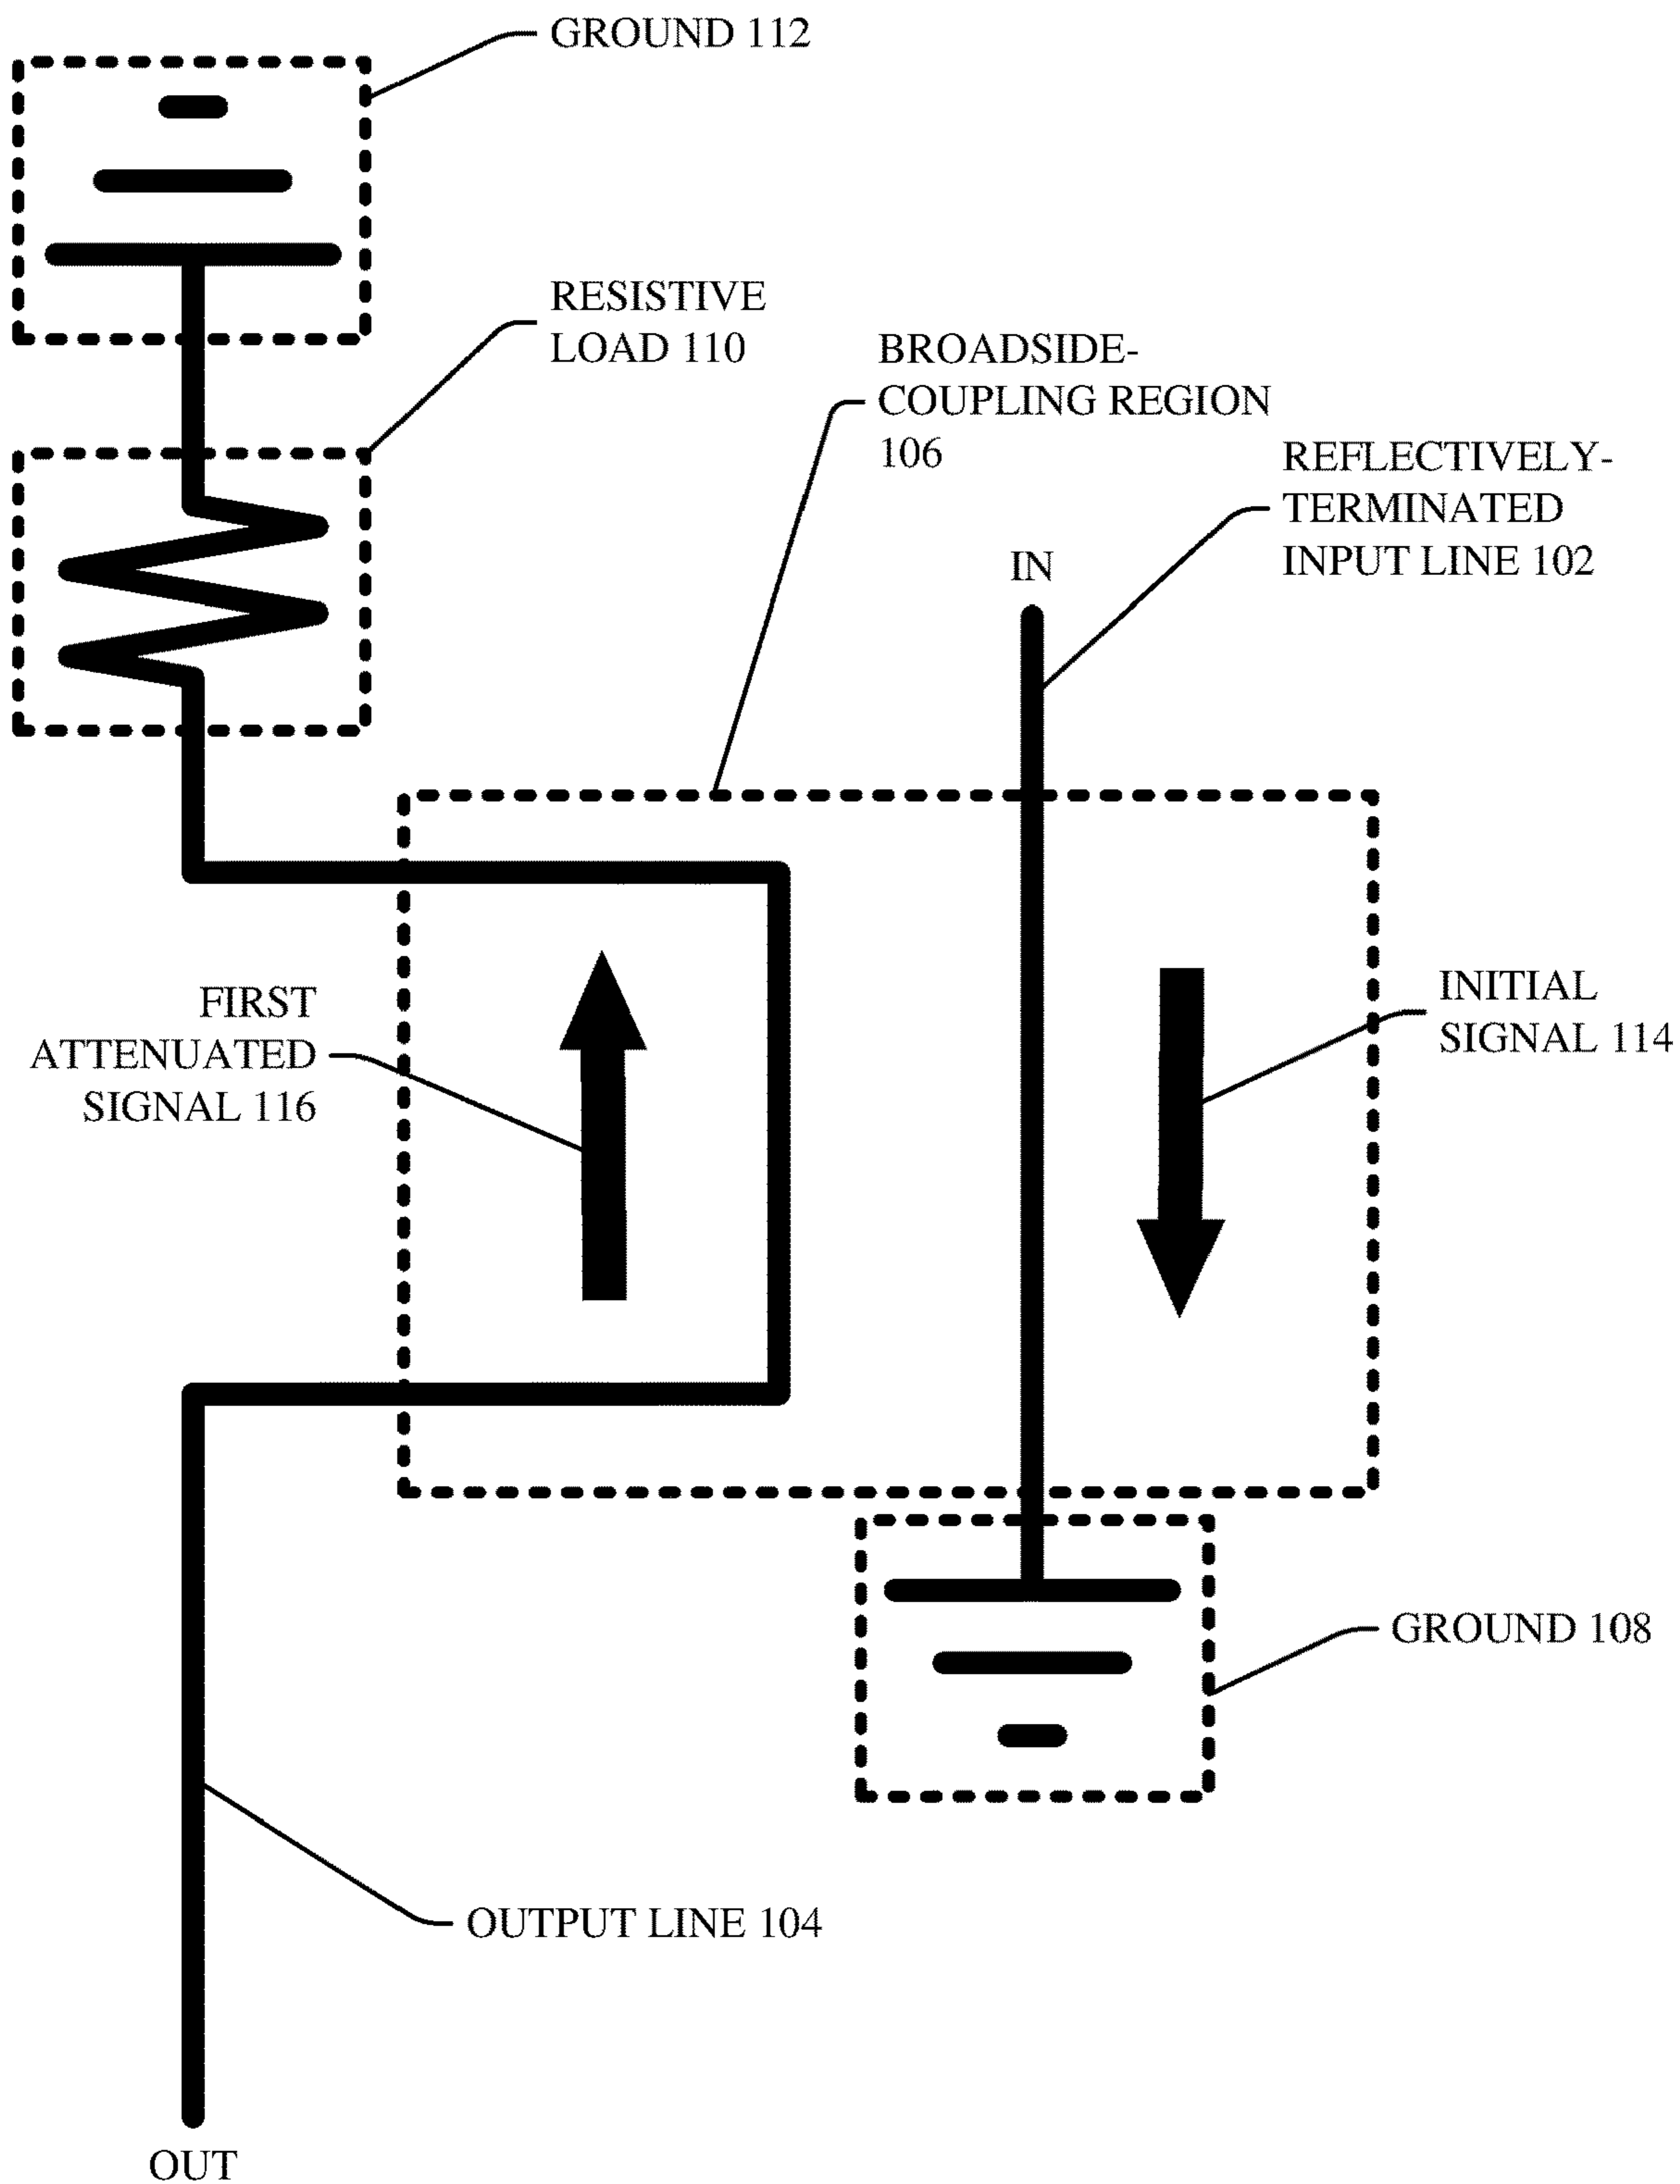 GROUND 112
RESISTIVE
LOAD 110
BROADSIDE-
COUPLING REGION
106
REFLECTIVELY-
TERMINATED
INPUT LINE 102
IN
FIRST
ATTENUATED
SIGNAL 116
INITIAL
SIGNAL 114
GROUND 108
OUTPUT LINE 104
OUT